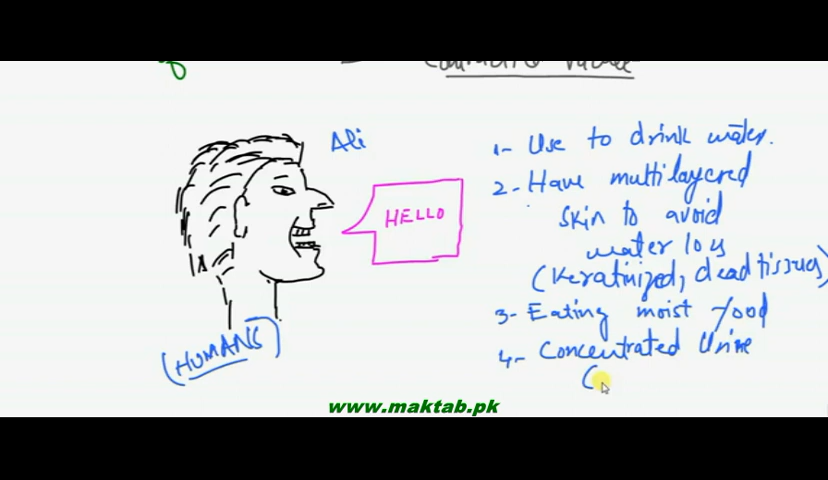 Ali
HELLO
(HUMANS)
1- Use to drink water.
2- Have multilayered
skin to avoid
water loss
(Keratinized, dead tissues)
3- Eating moist food
4- Concentrated Urine
(
www.maktab.pk